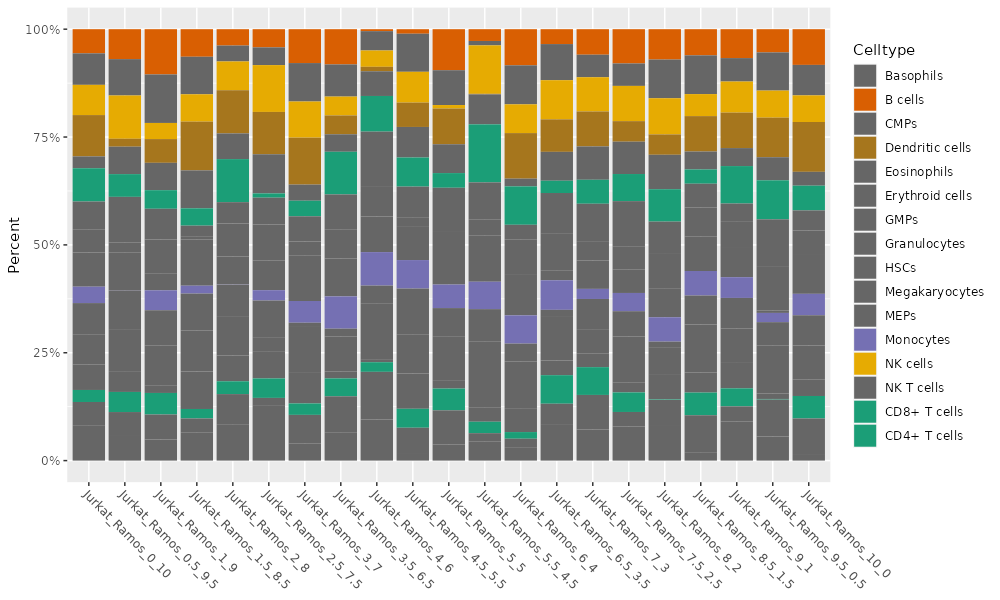 100%
75%
50%
25%
0%
Percent
Jurkat_Ramos_0_10
Jurkat_Ramos_0.5_9.5
Jurkat_Ramos_1_9
Jurkat_Ramos_1.5_8.5
Jurkat_Ramos_2_8
Jurkat_Ramos_2.5_7.5
Jurkat_Ramos_3_7
Jurkat_Ramos_3.5_6.5
Jurkat_Ramos_4_6
Jurkat_Ramos_4.5_5.5
Jurkat_Ramos_5_5
Jurkat_Ramos_5.5_4.5
Jurkat_Ramos_6_4
Jurkat_Ramos_6.5_3.5
Jurkat_Ramos_7_3
Jurkat_Ramos_7.5_2.5
Jurkat_Ramos_8_2
Jurkat_Ramos_8.5_1.5
Jurkat_Ramos_9_1
Jurkat_Ramos_9.5_0.5
Jurkat_Ramos_10_0
Celltype
Basophils
B cells
CMPs
Dendritic cells
Eosinophils
Erythroid cells
GMPs
Granulocytes
HSCs
Megakaryocytes
MEPs
Monocytes
NK cells
NK T cells
CD8+ T cells
CD4+ T cells